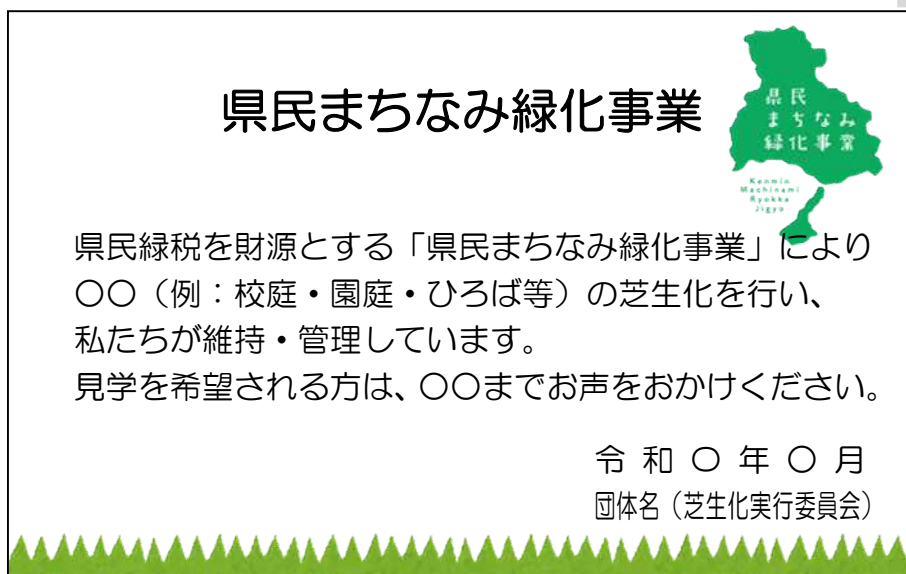 県民まちなみ緑化事業
県民
まちなみ
緑化事業
Kenmin
Machinami
Ryokka
Jigyo
県民緑税を財源とする「県民まちなみ緑化事業」により
〇〇（例：校庭・園庭・ひろば等）の芝生化を行い、
私たちが維持・管理しています。
見学を希望される方は、〇〇までお声をおかけください。
令和〇年〇月
団体名（芝生化実行委員会）